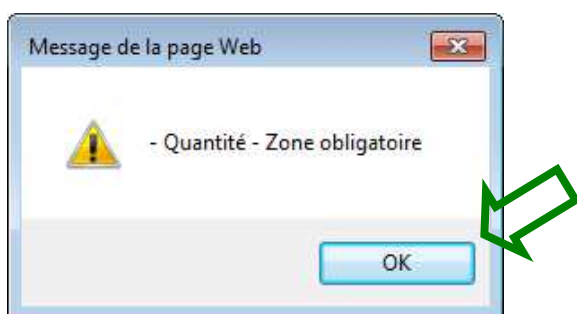 Message de la page Web
- Quantité - Zone obligatoire
OK